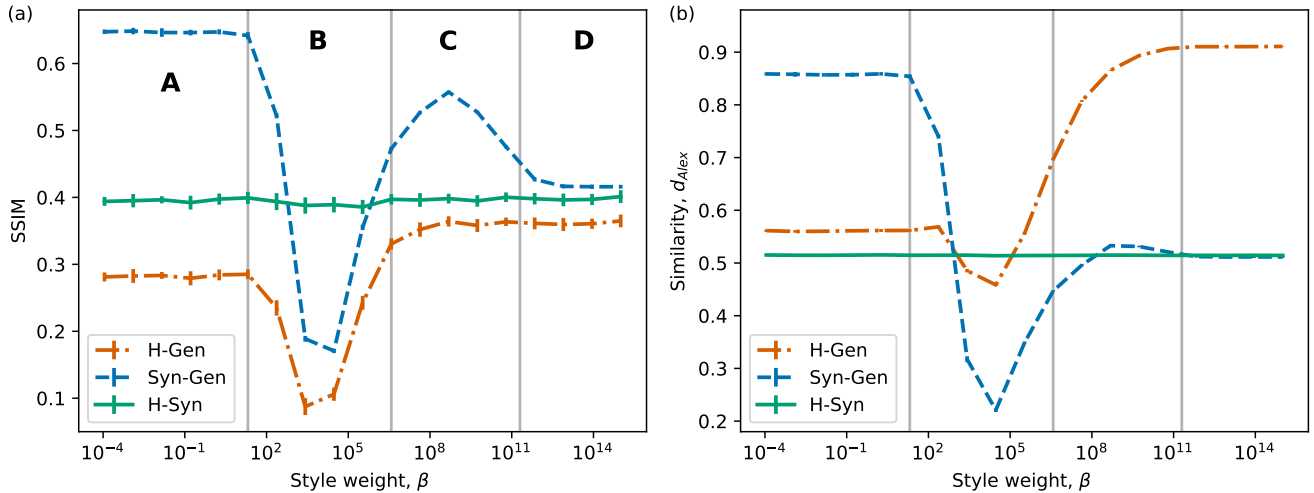 (a)
SSIM
0.6
0.5
0.4
0.3
0.2
0.1
A
B
C
D
H-Gen
Syn-Gen
H-Syn
10⁻⁴ 10⁻¹ 10² 10⁵ 10⁸ 10¹¹ 10¹⁴
Style weight, β
(b)
Similarity, d_Alex
0.9
0.8
0.7
0.6
0.5
0.4
0.3
0.2
H-Gen
Syn-Gen
H-Syn
10⁻⁴ 10⁻¹ 10² 10⁵ 10⁸ 10¹¹ 10¹⁴
Style weight, β